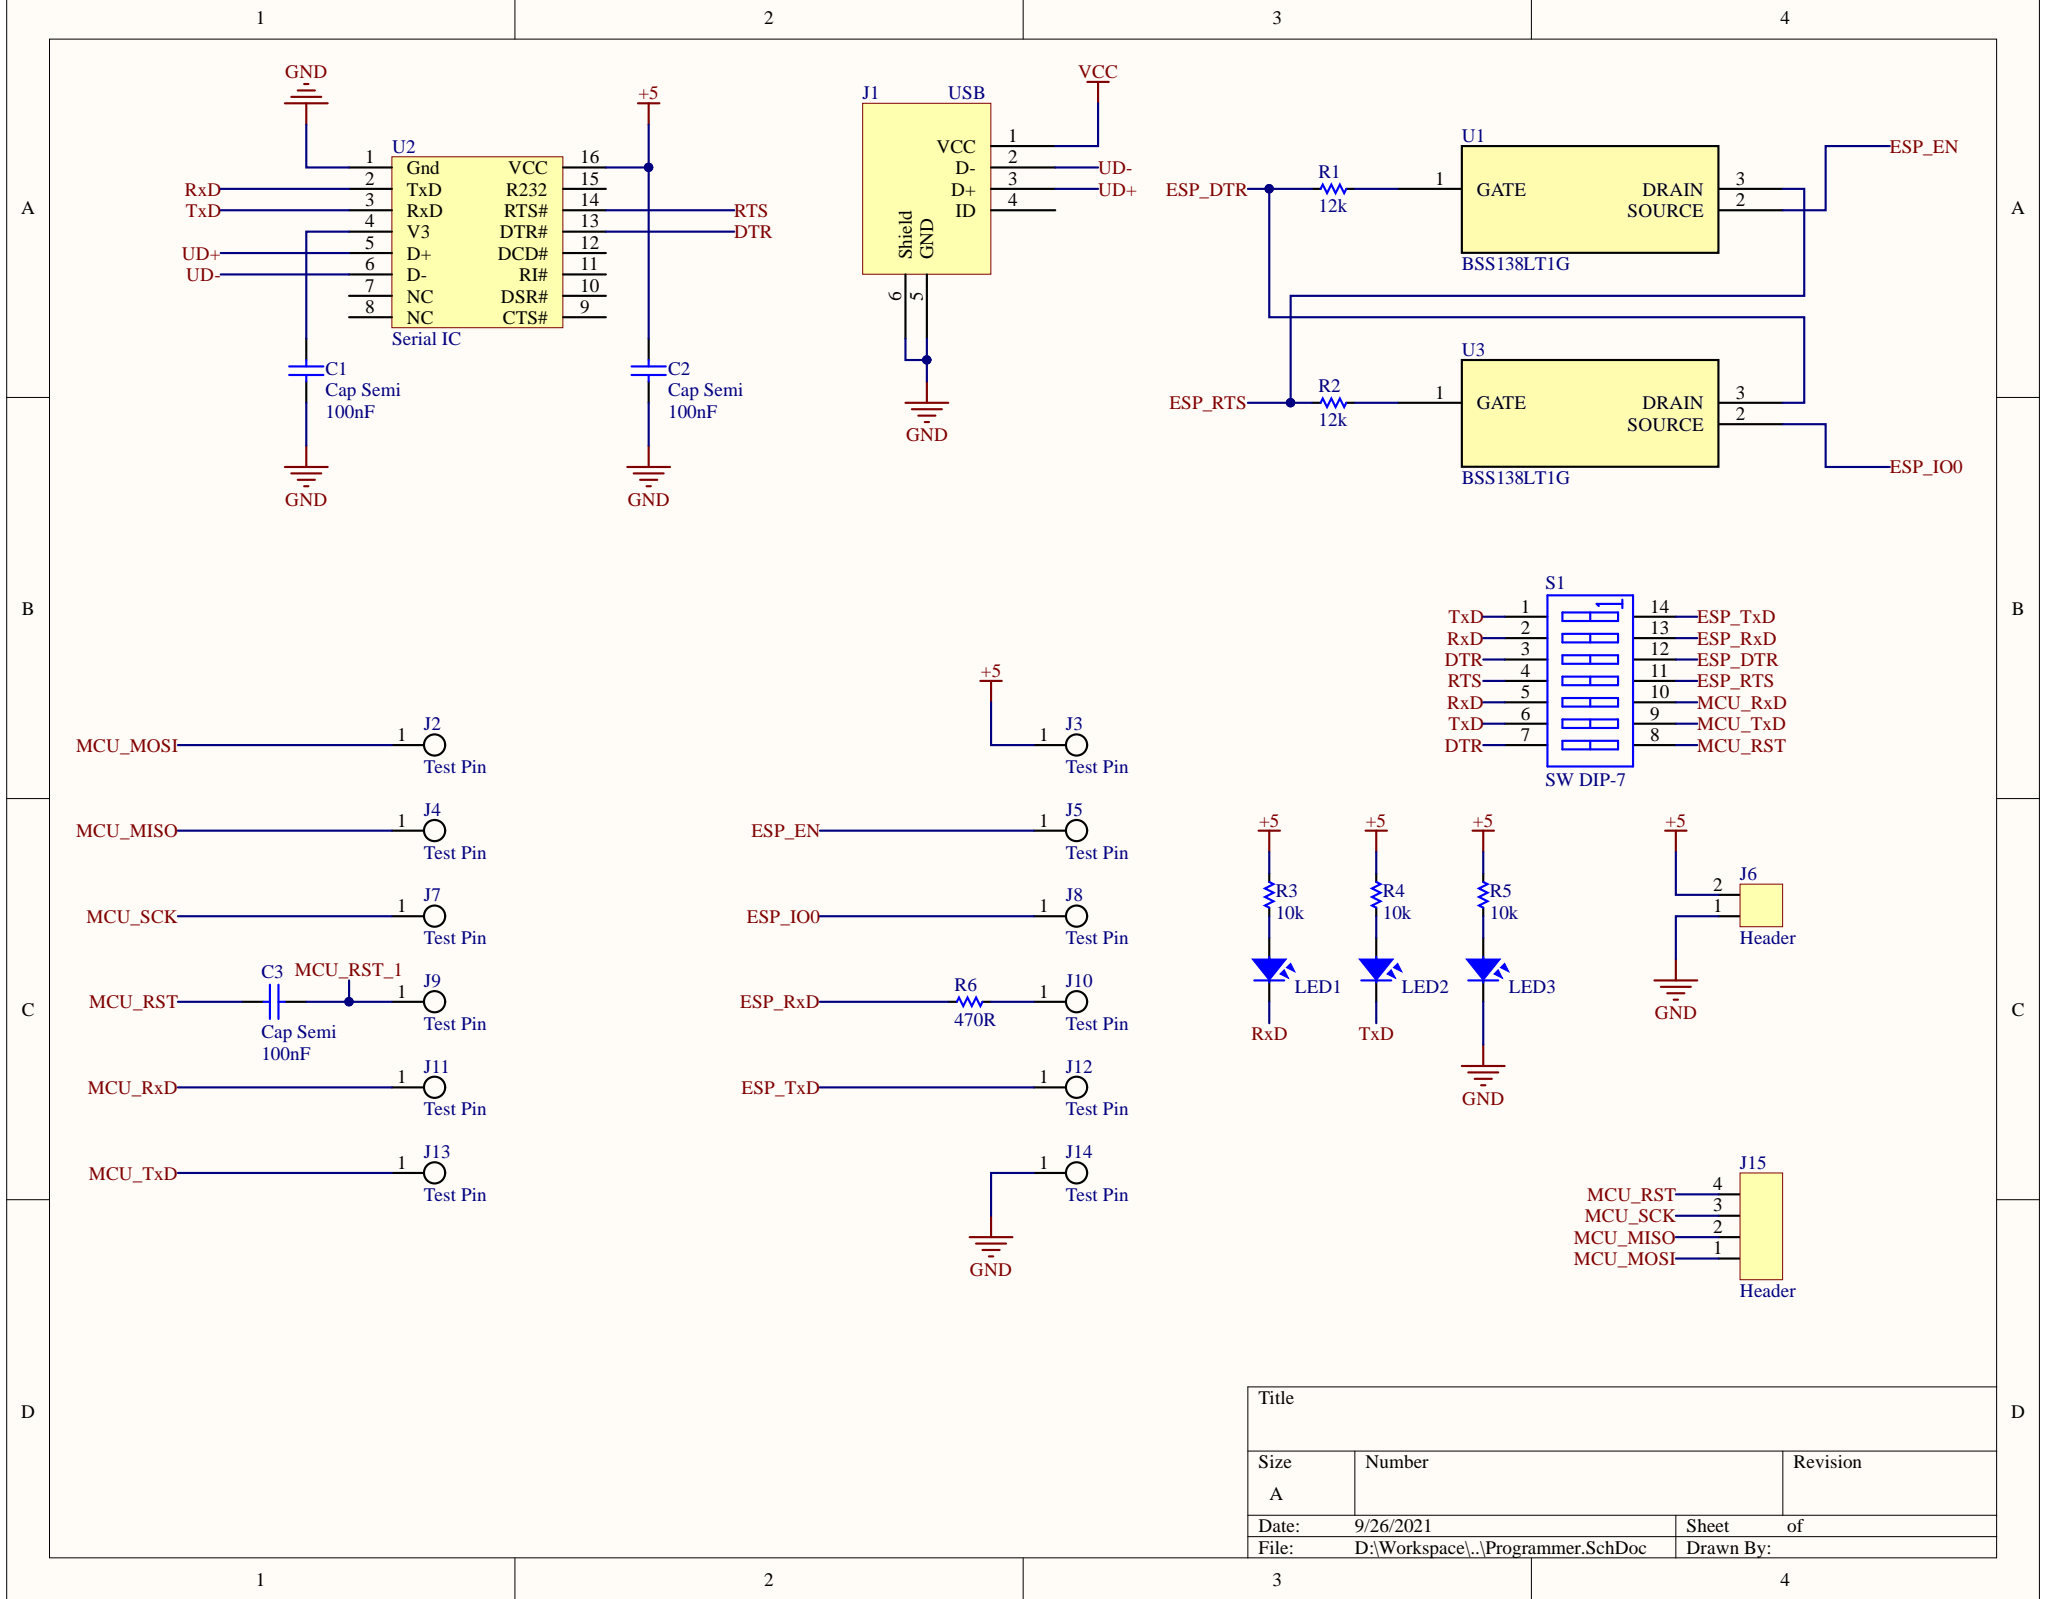 1 2 3 4
A
B
C
D
A
B
C
D
GND
U2
1 Gnd VCC 16
2 TxD R232 15
RxD 3 RxD RTS# 14 RTS
TxD 4 V3 DTR# 13 DTR
UD+ 5 D+ DCD# 12
UD- 6 D- RI# 11
7 NC DSR# 10
8 NC CTS# 9
Serial IC
+5
C1
Cap Semi
100nF
GND
C2
Cap Semi
100nF
GND
J1 USB
VCC
VCC 1
D- 2 UD-
D+ 3 UD+
ID 4
Shield
GND
6 5
GND
U1
ESP_DTR R1 1 GATE DRAIN 3 ESP_EN
12k SOURCE 2
BSS138LT1G
U3
ESP_RTS R2 1 GATE DRAIN 3
12k SOURCE 2
BSS138LT1G ESP_IO0
S1
1
TxD 1 14 ESP_TxD
RxD 2 13 ESP_RxD
DTR 3 12 ESP_DTR
RTS 4 11 ESP_RTS
RxD 5 10 MCU_RxD
TxD 6 9 MCU_TxD
DTR 7 8 MCU_RST
SW DIP-7
MCU_MOSI 1 J2
Test Pin
MCU_MISO 1 J4
Test Pin
MCU_SCK 1 J7
Test Pin
C3 MCU_RST_1
MCU_RST 1 J9
Cap Semi Test Pin
100nF
MCU_RxD 1 J11
Test Pin
MCU_TxD 1 J13
Test Pin
+5
1 J3
Test Pin
ESP_EN 1 J5
Test Pin
ESP_IO0 1 J8
Test Pin
ESP_RxD R6 1 J10
470R Test Pin
ESP_TxD 1 J12
Test Pin
1 J14
Test Pin
GND
+5 +5 +5
R3 R4 R5
10k 10k 10k
LED1 LED2 LED3
RxD TxD
GND
+5
J6
2
1
Header
GND
J15
MCU_RST 4
MCU_SCK 3
MCU_MISO 2
MCU_MOSI 1
Header
Title
Size Number Revision
A
Date: 9/26/2021 Sheet of
File: D:\Workspace\..\Programmer.SchDoc Drawn By:
1 2 3 4